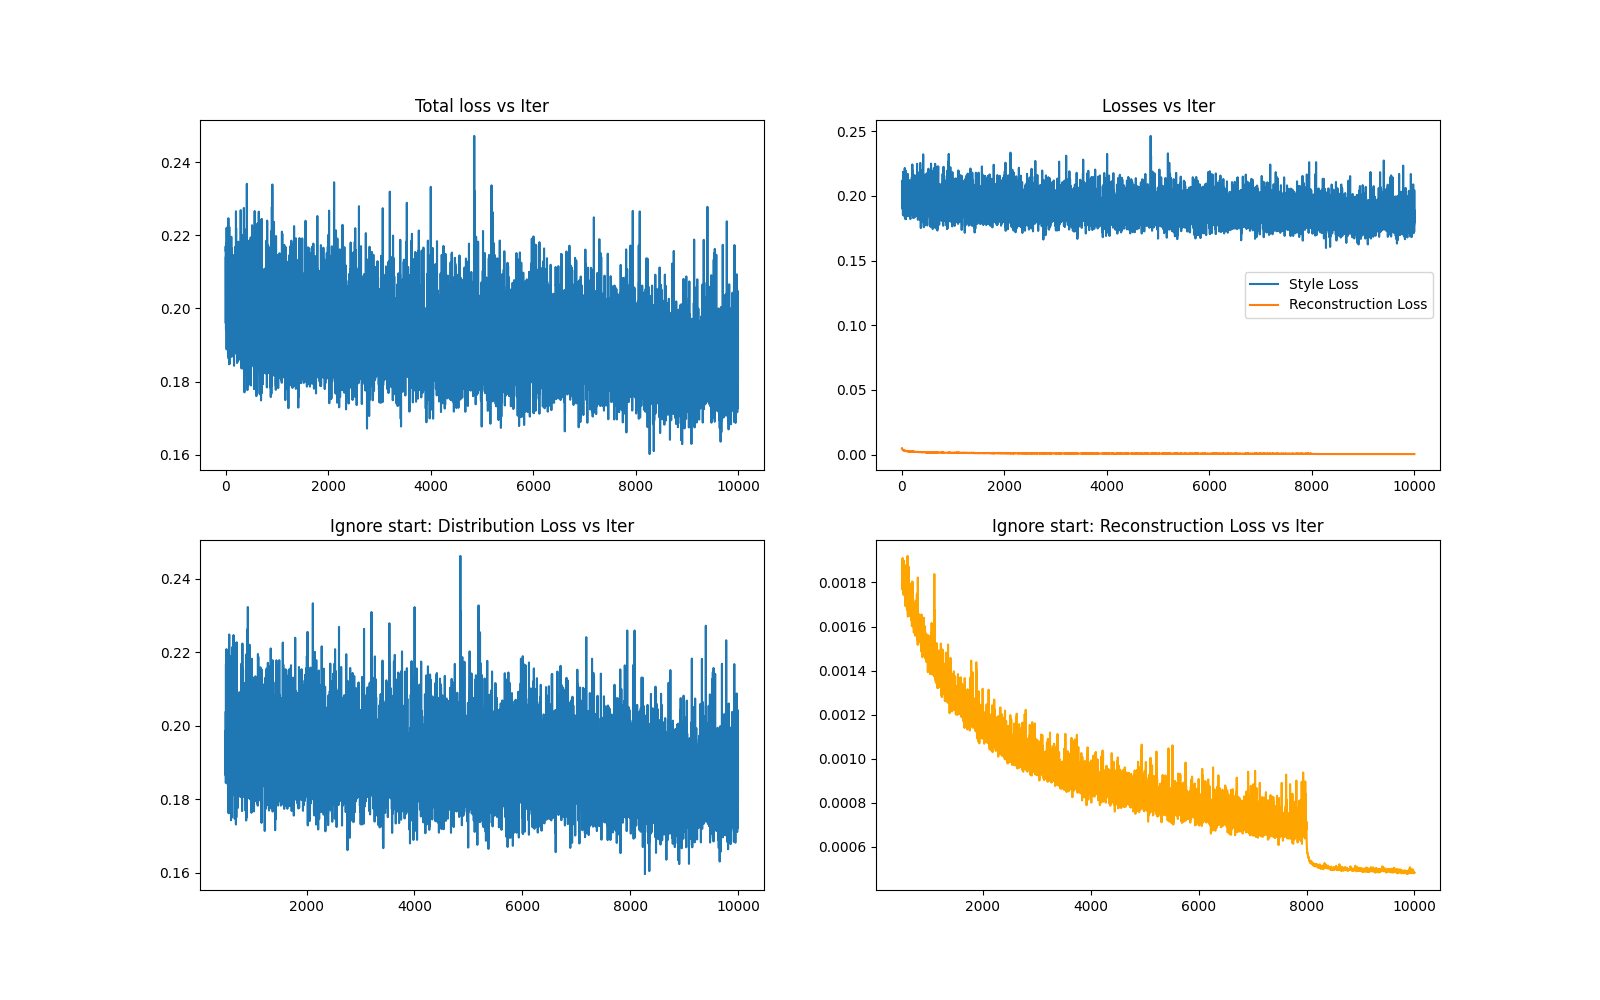 Total loss vs Iter
0.24
0.22
0.20
0.18
0.16
0 2000 4000 6000 8000 10000
Losses vs Iter
0.25
0.20
0.15
0.10
0.05
0.00
Style Loss
Reconstruction Loss
0 2000 4000 6000 8000 10000
Ignore start: Distribution Loss vs Iter
0.24
0.22
0.20
0.18
0.16
2000 4000 6000 8000 10000
Ignore start: Reconstruction Loss vs Iter
0.0018
0.0016
0.0014
0.0012
0.0010
0.0008
0.0006
2000 4000 6000 8000 10000